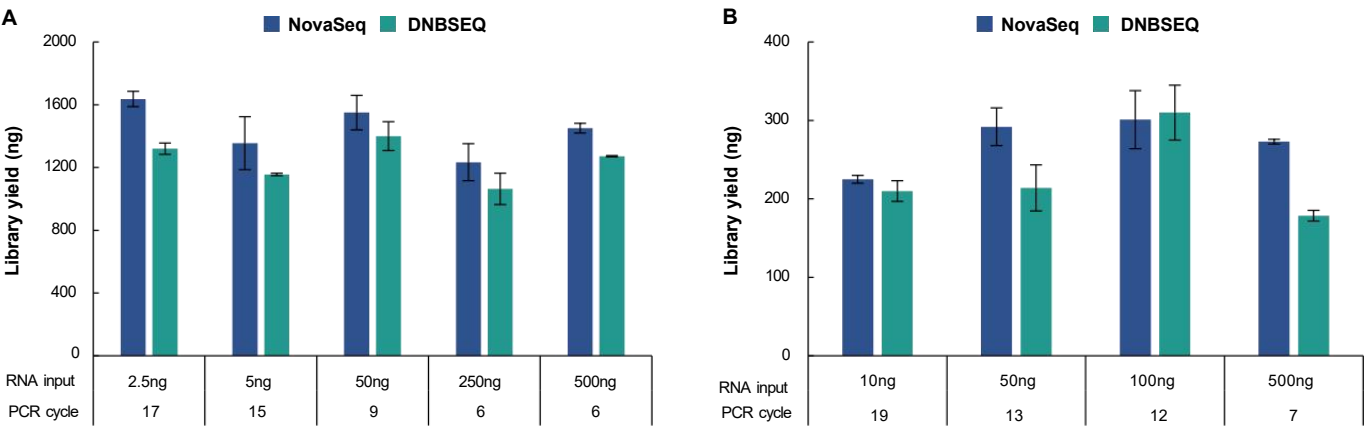 A
NovaSeq DNBSEQ
Library yield (ng)
2000
1600
1200
800
400
0
RNA input 2.5ng 5ng 50ng 250ng 500ng
PCR cycle 17 15 9 6 6
B
NovaSeq DNBSEQ
Library yield (ng)
400
300
200
100
0
RNA input 10ng 50ng 100ng 500ng
PCR cycle 19 13 12 7